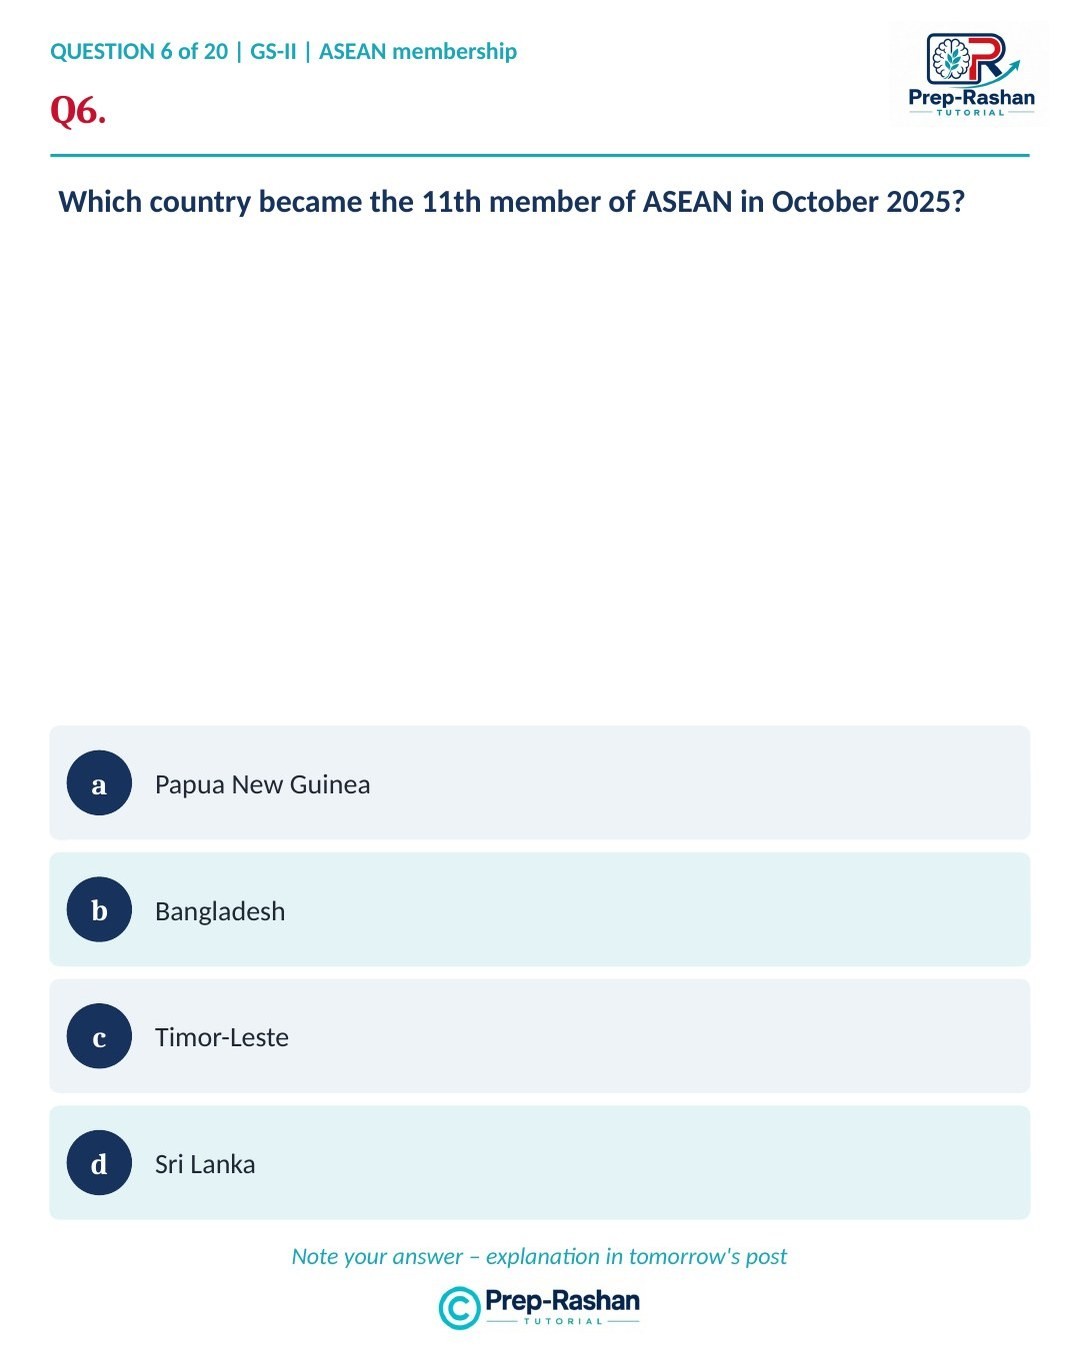 QUESTION 6 of 20 | GS-II | ASEAN membership
Q6.
R
Prep-Rashan
TUTORIAL
Which country became the 11th member of ASEAN in October 2025?
a Papua New Guinea
b Bangladesh
c Timor-Leste
d Sri Lanka
Note your answer – explanation in tomorrow's post
© Prep-Rashan
TUTORIAL